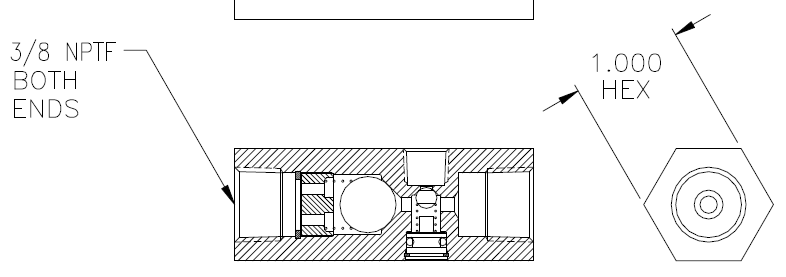 3/8 NPTF
BOTH
ENDS
1.000
HEX